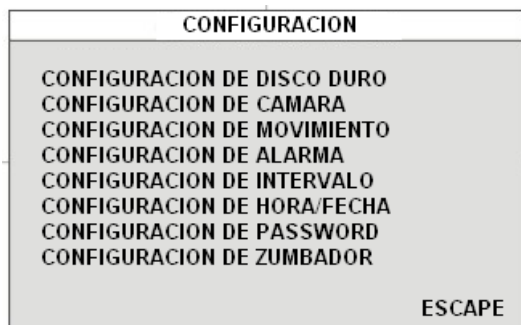 CONFIGURACION
CONFIGURACION DE DISCO DURO
CONFIGURACION DE CAMARA
CONFIGURACION DE MOVIMIENTO
CONFIGURACION DE ALARMA
CONFIGURACION DE INTERVALO
CONFIGURACION DE HORA/FECHA
CONFIGURACION DE PASSWORD
CONFIGURACION DE ZUMBADOR
ESCAPE